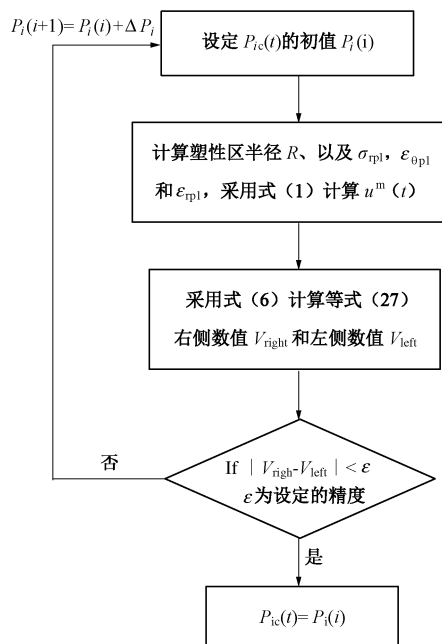 P_i(i+1)=P_i(i)+ΔP_i
设定 P_ic(t)的初值 P_i(i)
计算塑性区半径 R、以及 σ_rpl，ε_θpl
和 ε_rpl，采用式（1）计算 u^m（t）
采用式（6）计算等式（27）
右侧数值 V_right 和左侧数值 V_left
If | V_righ-V_left | < ε
ε为设定的精度
否
是
P_ic(t)=P_i(i)